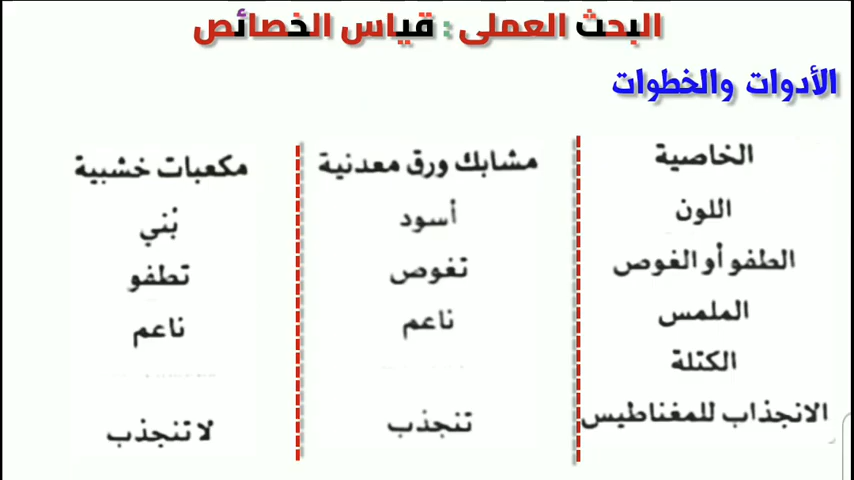 البحث العملى : قياس الخصائص
الأدوات والخطوات
الخاصية مشابك ورق معدنية مكعبات خشبية
اللون أسود بُني
الطفو أو الغوص تغوص تطفو
الملمس ناعم ناعم
الكتلة
الانجذاب للمغناطيس تنجذب لا تنجذب